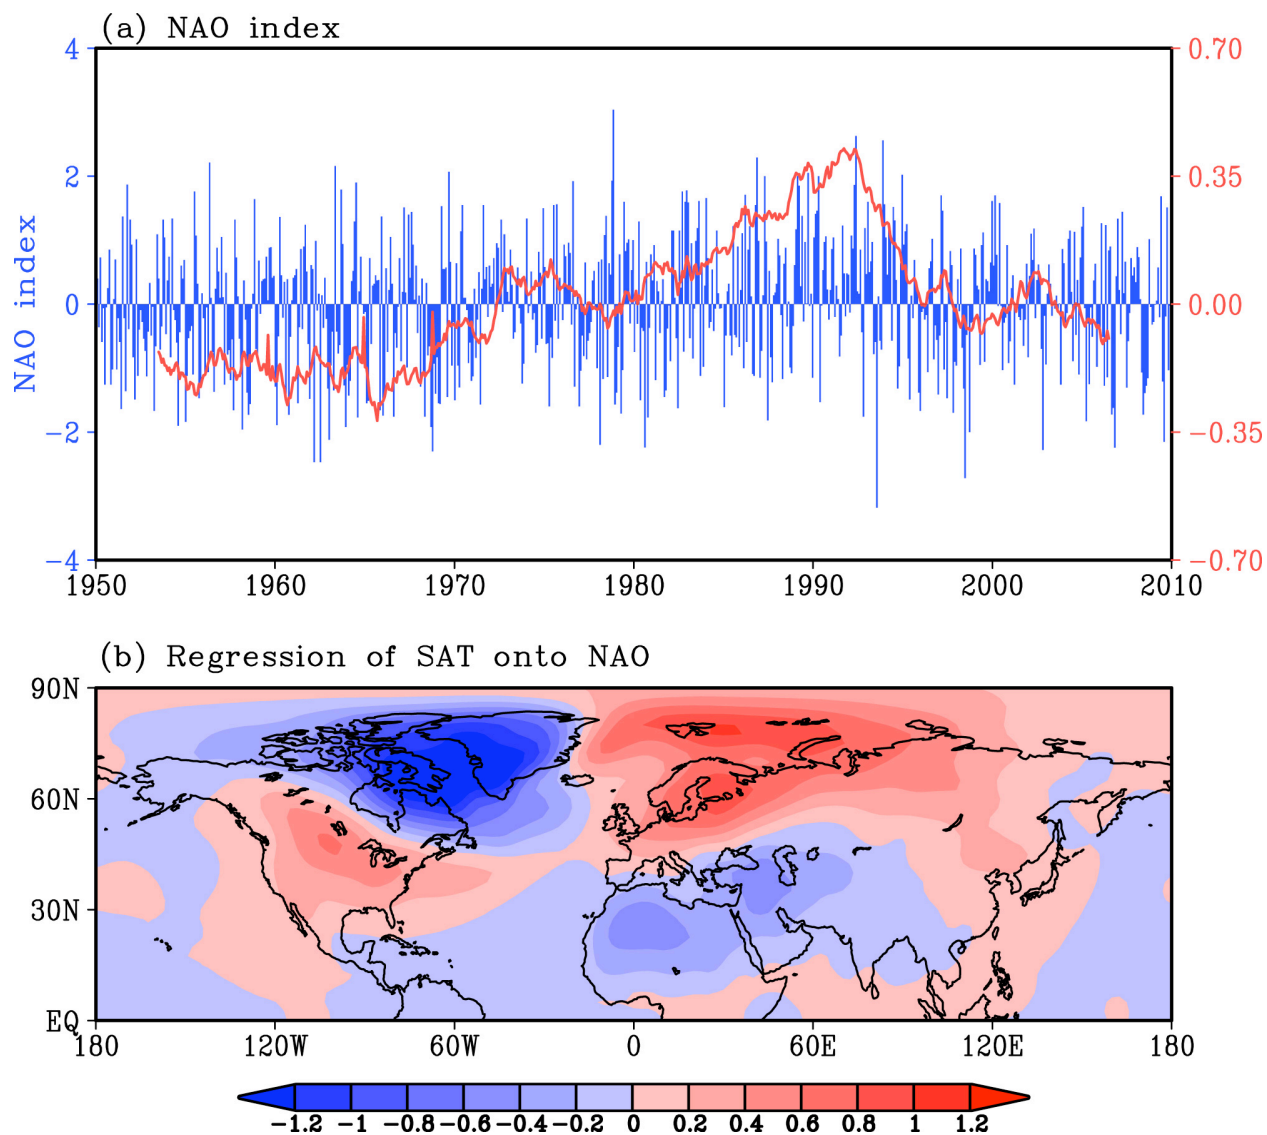 (a) NAO index
4
2
0
−2
−4
NAO index
0.70
0.35
0.00
−0.35
−0.70
1950 1960 1970 1980 1990 2000 2010
(b) Regression of SAT onto NAO
90N
60N
30N
EQ
180 120W 60W 0 60E 120E 180
−1.2 −1 −0.8 −0.6 −0.4 −0.2 0 0.2 0.4 0.6 0.8 1 1.2